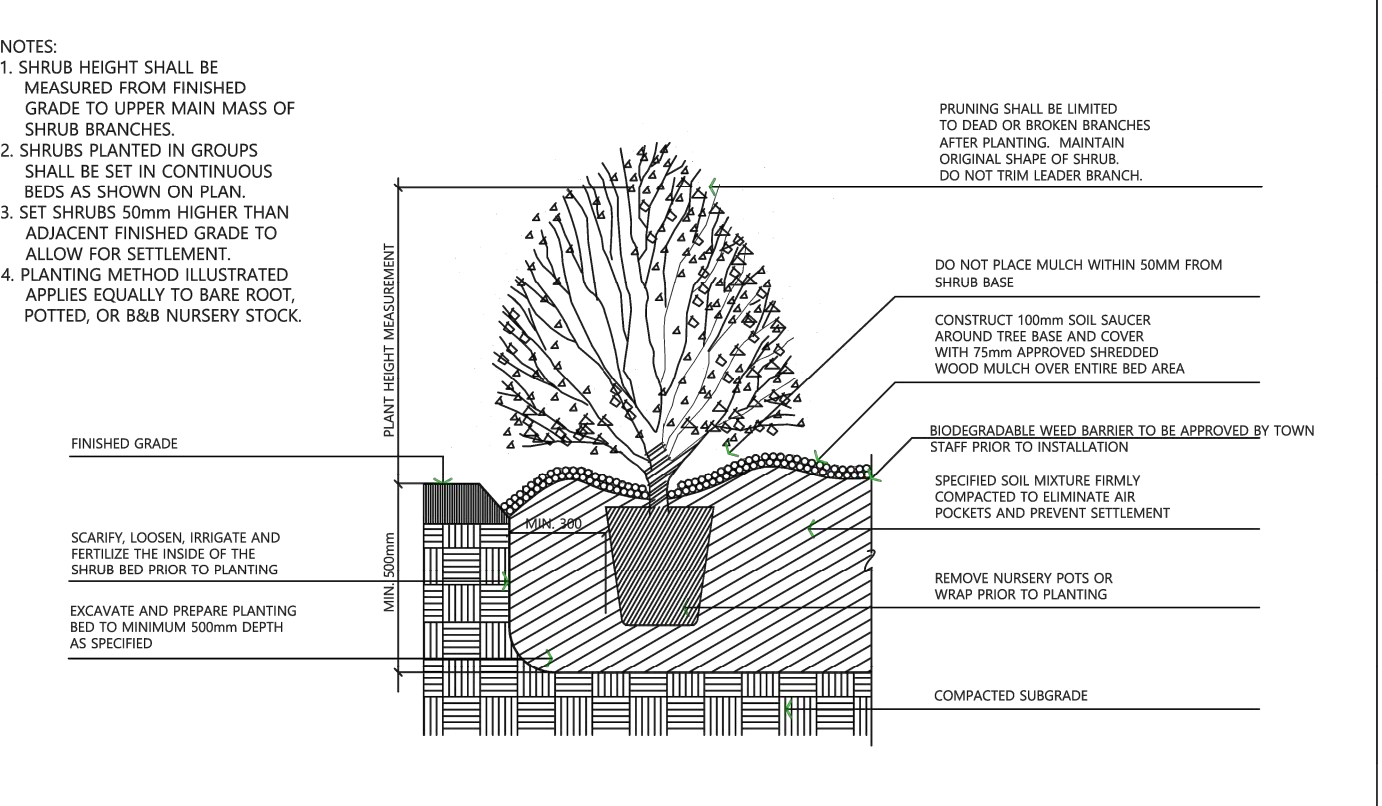 NOTES:
1. SHRUB HEIGHT SHALL BE
MEASURED FROM FINISHED
GRADE TO UPPER MAIN MASS OF
SHRUB BRANCHES.
2. SHRUBS PLANTED IN GROUPS
SHALL BE SET IN CONTINUOUS
BEDS AS SHOWN ON PLAN.
3. SET SHRUBS 50mm HIGHER THAN
ADJACENT FINISHED GRADE TO
ALLOW FOR SETTLEMENT.
4. PLANTING METHOD ILLUSTRATED
APPLIES EQUALLY TO BARE ROOT,
POTTED, OR B&B NURSERY STOCK.
FINISHED GRADE
SCARIFY, LOOSEN, IRRIGATE AND
FERTILIZE THE INSIDE OF THE
SHRUB BED PRIOR TO PLANTING
EXCAVATE AND PREPARE PLANTING
BED TO MINIMUM 500mm DEPTH
AS SPECIFIED
PLANT HEIGHT MEASUREMENT
MIN. 500mm
MIN. 300
PRUNING SHALL BE LIMITED
TO DEAD OR BROKEN BRANCHES
AFTER PLANTING. MAINTAIN
ORIGINAL SHAPE OF SHRUB.
DO NOT TRIM LEADER BRANCH.
DO NOT PLACE MULCH WITHIN 50MM FROM
SHRUB BASE
CONSTRUCT 100mm SOIL SAUCER
AROUND TREE BASE AND COVER
WITH 75mm APPROVED SHREDDED
WOOD MULCH OVER ENTIRE BED AREA
BIODEGRADABLE WEED BARRIER TO BE APPROVED BY TOWN
STAFF PRIOR TO INSTALLATION
SPECIFIED SOIL MIXTURE FIRMLY
COMPACTED TO ELIMINATE AIR
POCKETS AND PREVENT SETTLEMENT
REMOVE NURSERY POTS OR
WRAP PRIOR TO PLANTING
COMPACTED SUBGRADE